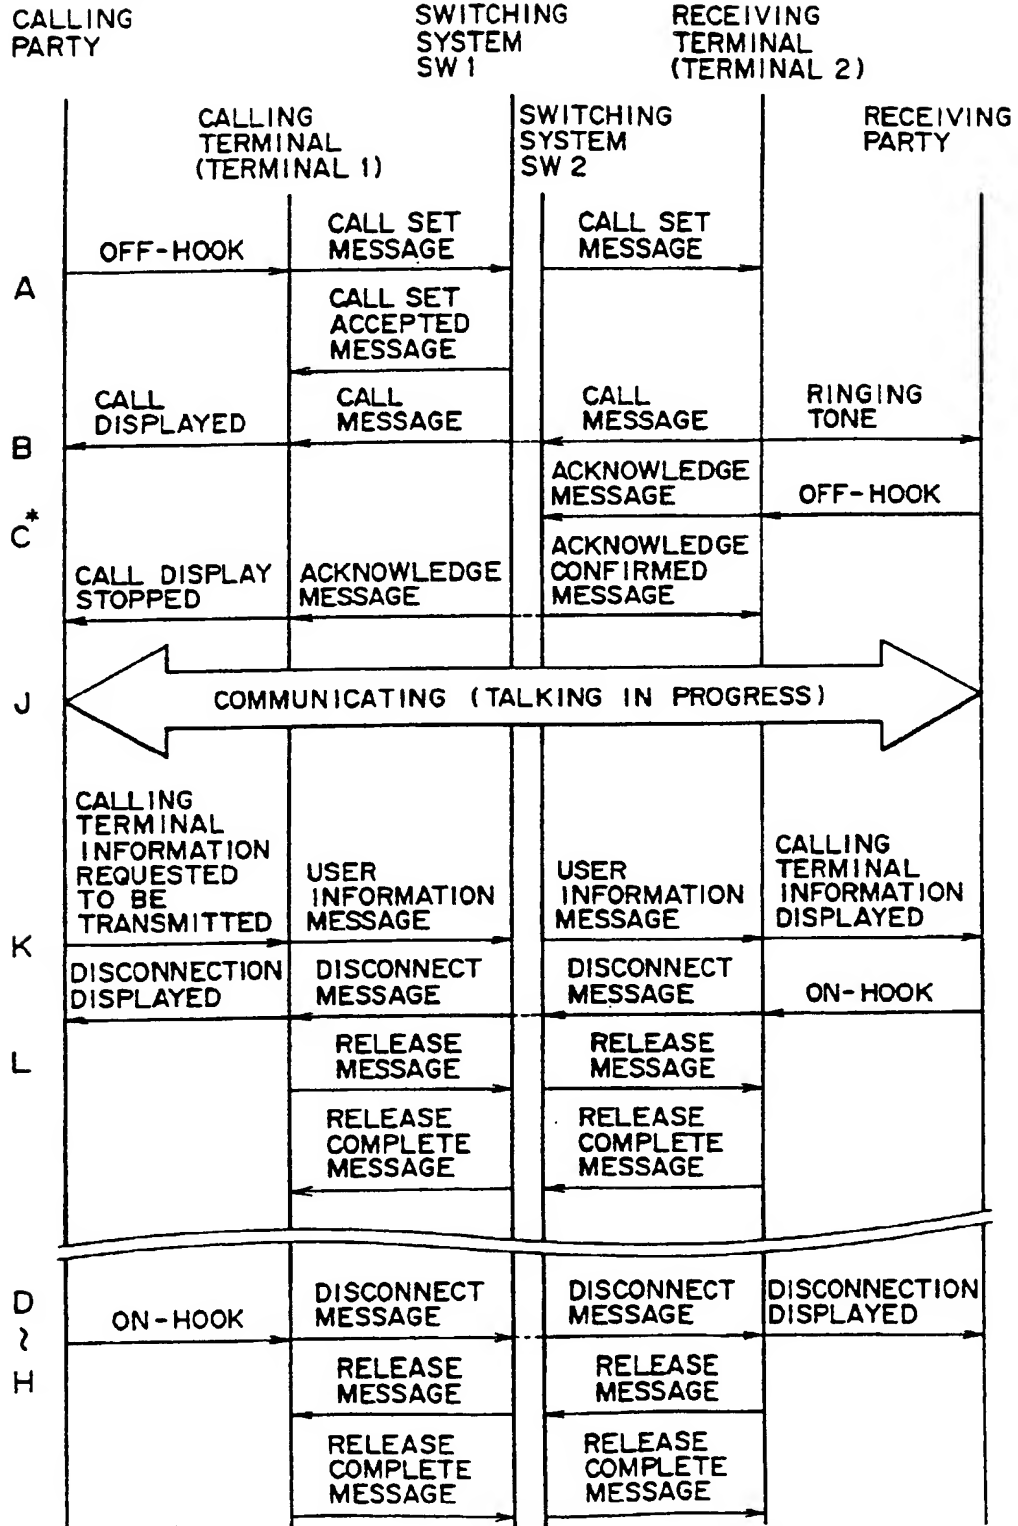 CALLING
PARTY
SWITCHING
SYSTEM
SW 1
RECEIVING
TERMINAL
(TERMINAL 2)
CALLING
TERMINAL
(TERMINAL 1)
SWITCHING
SYSTEM
SW 2
RECEIVING
PARTY
A
OFF-HOOK
CALL SET
MESSAGE
CALL SET
MESSAGE
CALL SET
ACCEPTED
MESSAGE
B
CALL
DISPLAYED
CALL
MESSAGE
CALL
MESSAGE
RINGING
TONE
C*
ACKNOWLEDGE
MESSAGE
OFF-HOOK
CALL DISPLAY
STOPPED
ACKNOWLEDGE
MESSAGE
ACKNOWLEDGE
CONFIRMED
MESSAGE
J
COMMUNICATING (TALKING IN PROGRESS)
K
CALLING
TERMINAL
INFORMATION
REQUESTED
TO BE
TRANSMITTED
USER
INFORMATION
MESSAGE
USER
INFORMATION
MESSAGE
CALLING
TERMINAL
INFORMATION
DISPLAYED
DISCONNECTION
DISPLAYED
DISCONNECT
MESSAGE
DISCONNECT
MESSAGE
ON-HOOK
L
RELEASE
MESSAGE
RELEASE
MESSAGE
RELEASE
COMPLETE
MESSAGE
RELEASE
COMPLETE
MESSAGE
D
~
H
ON-HOOK
DISCONNECT
MESSAGE
DISCONNECT
MESSAGE
DISCONNECTION
DISPLAYED
RELEASE
MESSAGE
RELEASE
MESSAGE
RELEASE
COMPLETE
MESSAGE
RELEASE
COMPLETE
MESSAGE